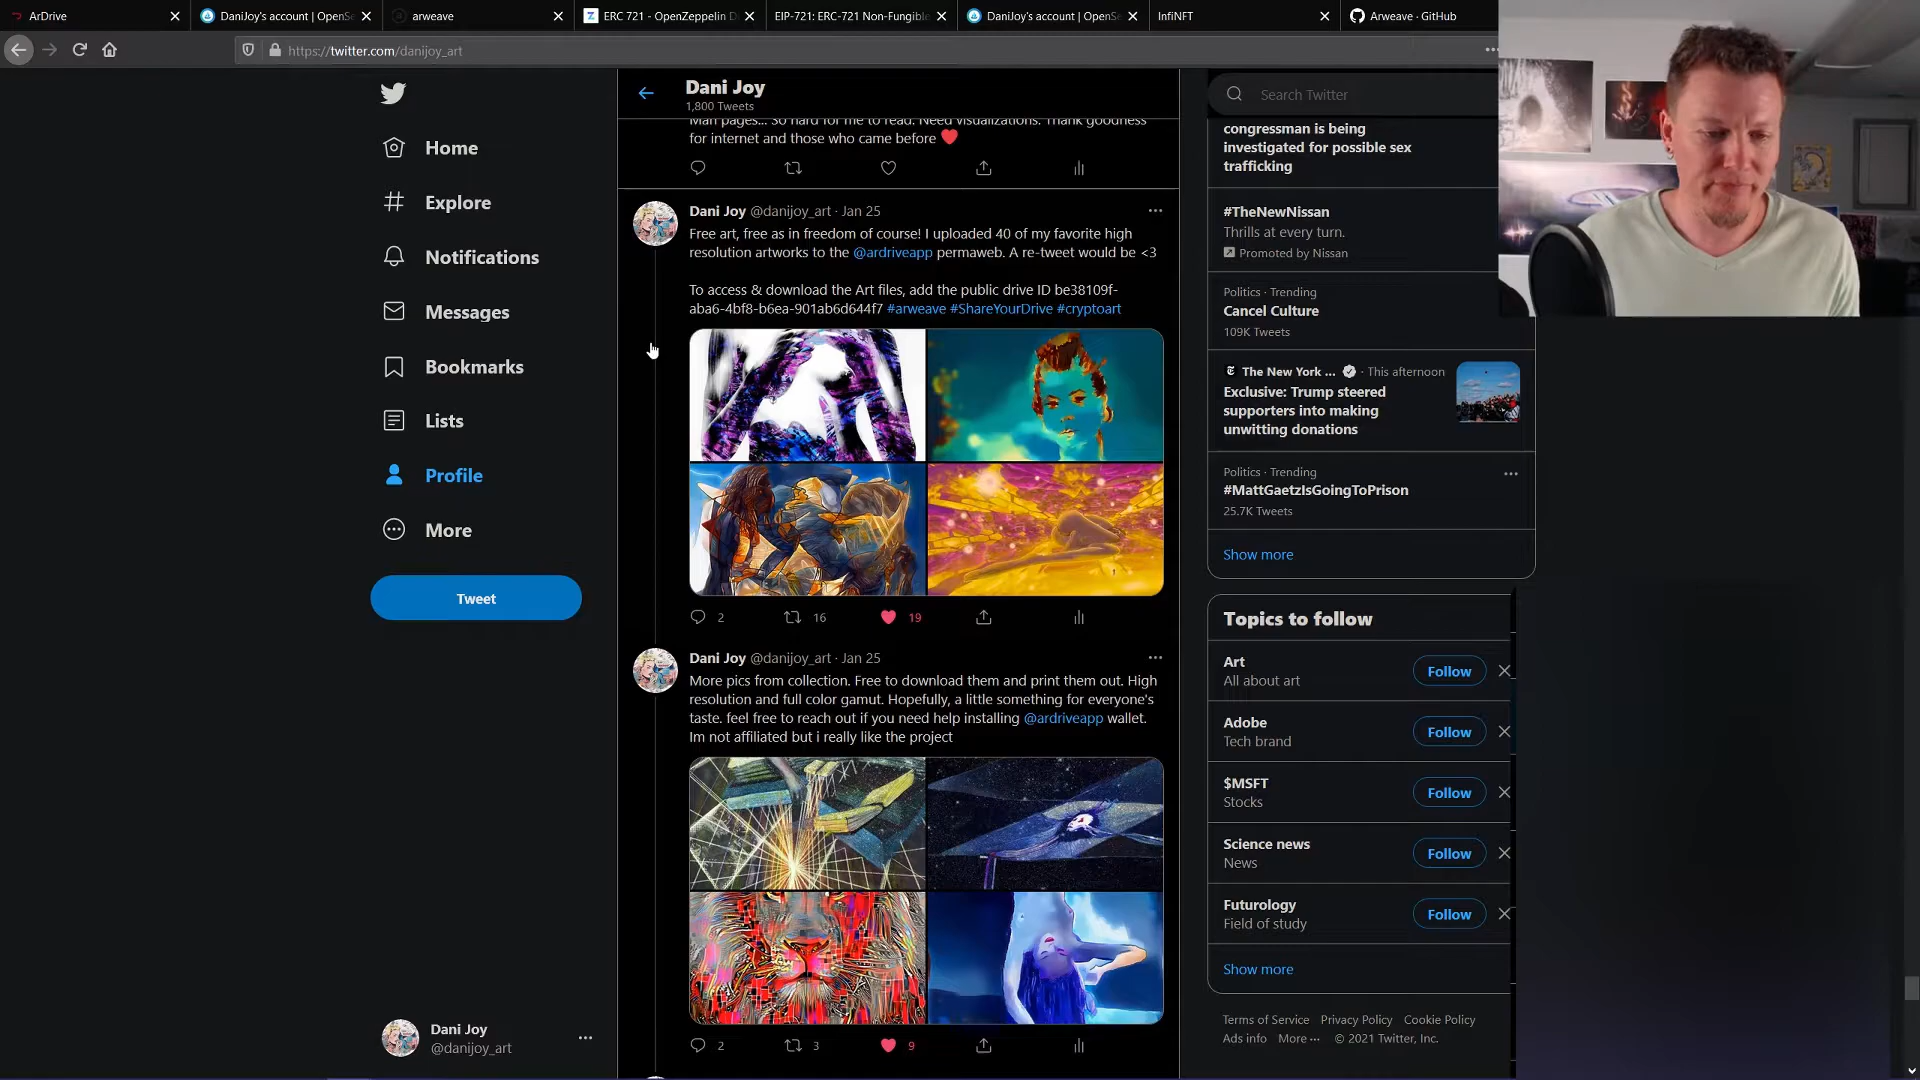 ArDrive
DaniJoy's account | OpenSe
arweave
ERC 721 - OpenZeppelin D
EIP-721: ERC-721 Non-Fungible
DaniJoy's account | OpenSe
InfiNFT
Arweave · GitHub
https://twitter.com/danijoy_art
Home
Explore
Notifications
Messages
Bookmarks
Lists
Profile
More
Tweet
Dani Joy
@danijoy_art
Dani Joy
1,800 Tweets
Man pages... So hard for me to read. Need visualizations. Thank goodness
for internet and those who came before
Dani Joy @danijoy_art · Jan 25
Free art, free as in freedom of course! I uploaded 40 of my favorite high
resolution artworks to the @ardriveapp permaweb. A re-tweet would be <3
To access & download the Art files, add the public drive ID be38109f-
aba6-4bf8-b6ea-901ab6d644f7 #arweave #ShareYourDrive #cryptoart
2 16 19
Dani Joy @danijoy_art · Jan 25
More pics from collection. Free to download them and print them out. High
resolution and full color gamut. Hopefully, a little something for everyone's
taste. feel free to reach out if you need help installing @ardriveapp wallet.
Im not affiliated but i really like the project
2 3 9
Search Twitter
congressman is being
investigated for possible sex
trafficking
#TheNewNissan
Thrills at every turn.
Promoted by Nissan
Politics · Trending
Cancel Culture
109K Tweets
The New York ... · This afternoon
Exclusive: Trump steered
supporters into making
unwitting donations
Politics · Trending
#MattGaetzIsGoingToPrison
25.7K Tweets
Show more
Topics to follow
Art
All about art
Follow
Adobe
Tech brand
Follow
$MSFT
Stocks
Follow
Science news
News
Follow
Futurology
Field of study
Follow
Show more
Terms of Service Privacy Policy Cookie Policy
Ads info More ··· © 2021 Twitter, Inc.